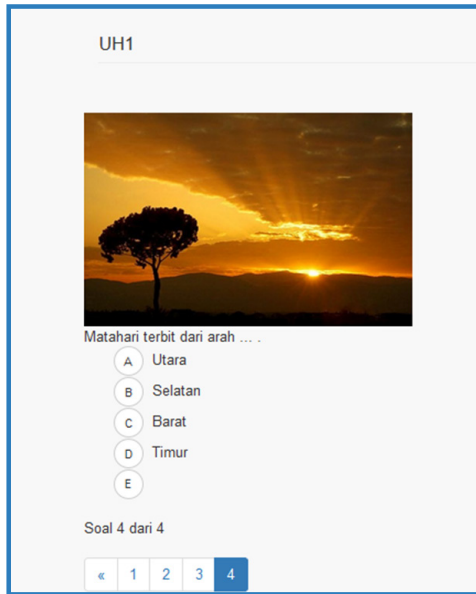 UH1
Matahari terbit dari arah ... .
A Utara
B Selatan
C Barat
D Timur
E
Soal 4 dari 4
« 1 2 3 4